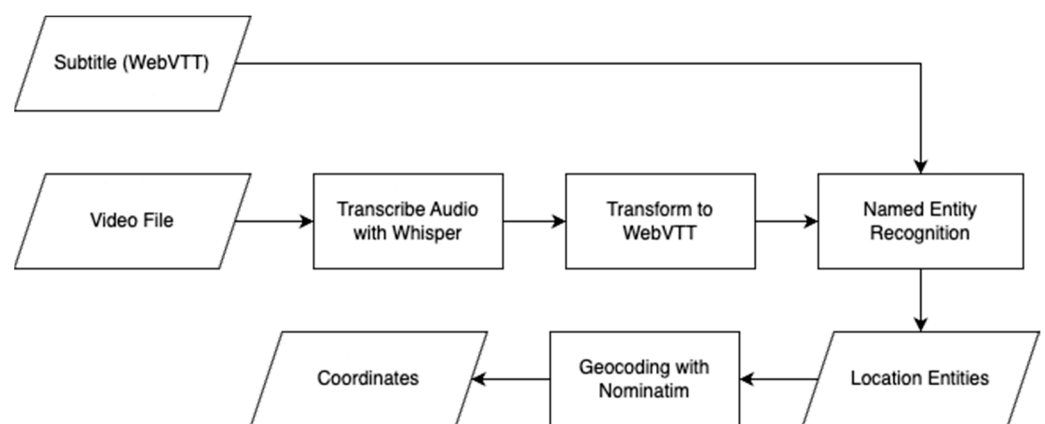 Subtitle (WebVTT)
Video File
Transcribe Audio
with Whisper
Transform to
WebVTT
Named Entity
Recognition
Coordinates
Geocoding with
Nominatim
Location Entities